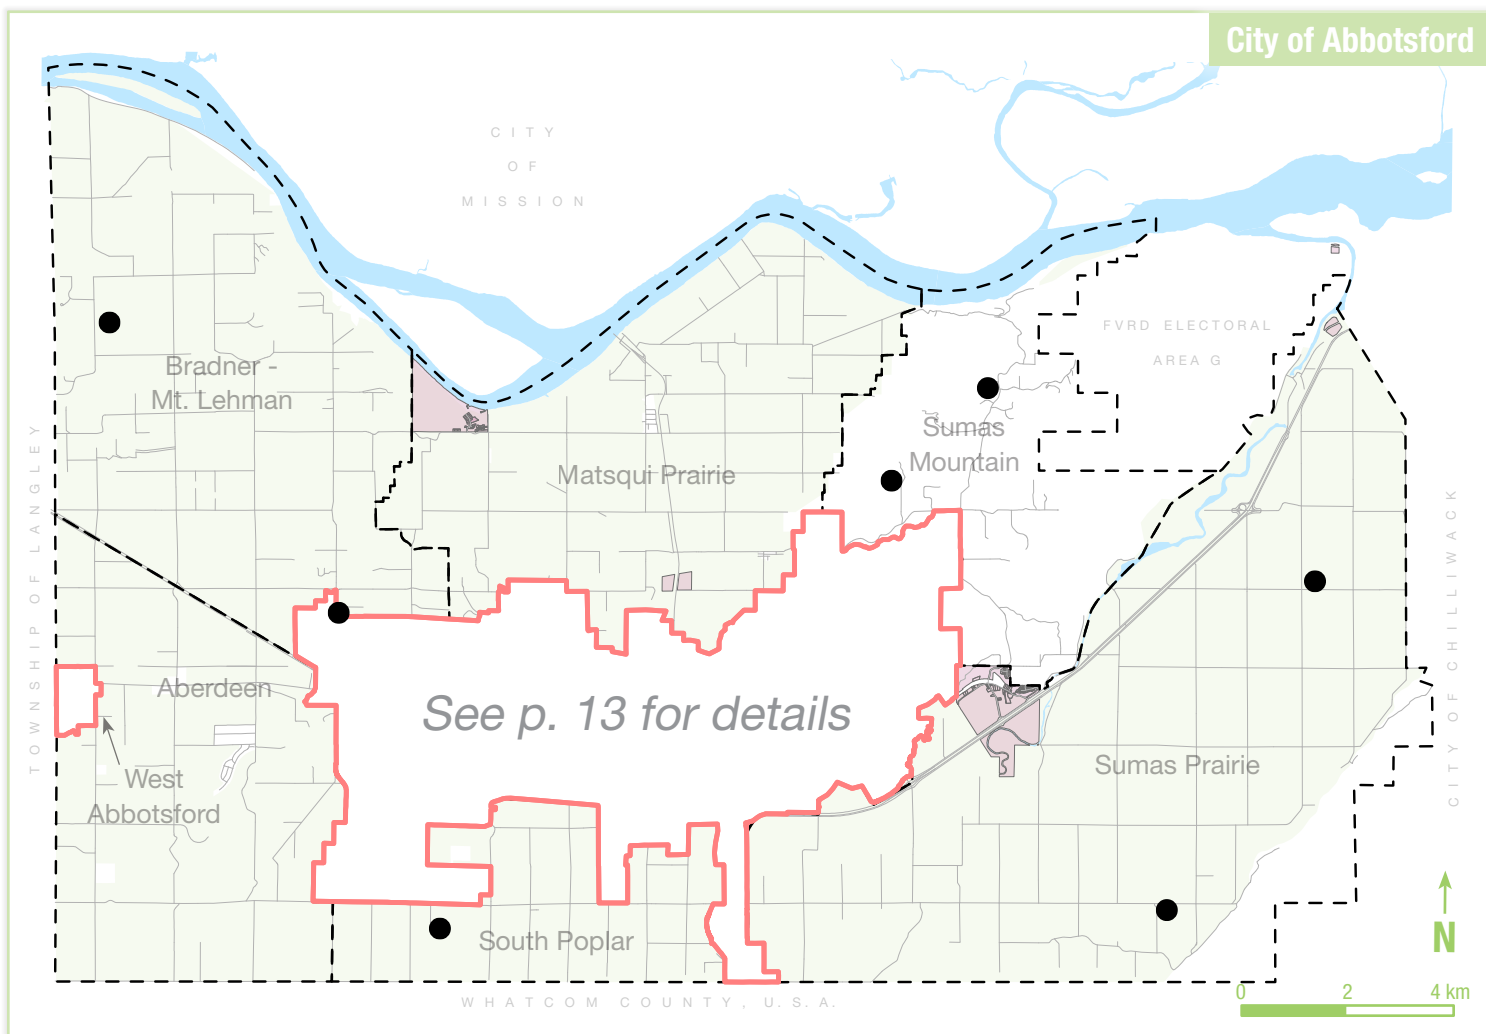 City of Abbotsford
CITY
OF
MISSION
FVRD ELECTORAL
AREA G
Bradner -
Mt. Lehman
Sumas
Mountain
Matsqui Prairie
TOWNSHIP OF LANGLEY
CITY OF CHILLIWACK
Aberdeen
See p. 13 for details
West
Abbotsford
Sumas Prairie
South Poplar
N
WHATCOM COUNTY, U.S.A.
0 2 4 km